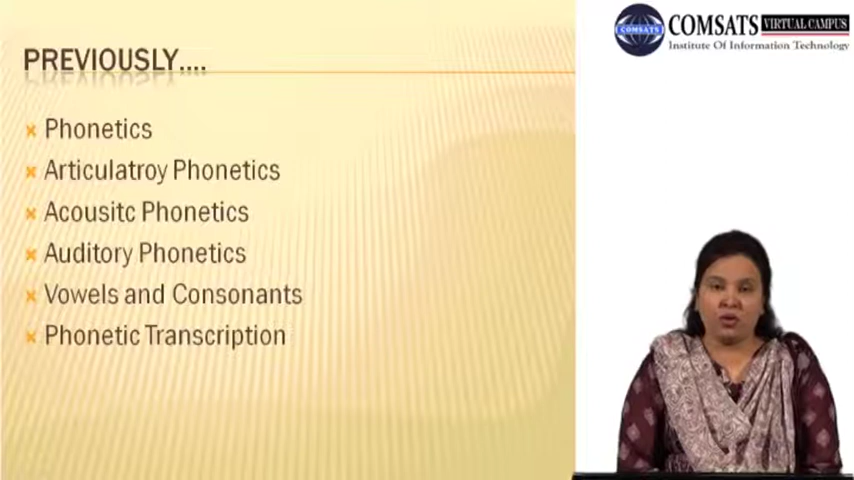 PREVIOUSLY....
Phonetics
Articulatroy Phonetics
Acousitc Phonetics
Auditory Phonetics
Vowels and Consonants
Phonetic Transcription
COMSATS
COMSATS VIRTUAL CAMPUS
Institute Of Information Technology